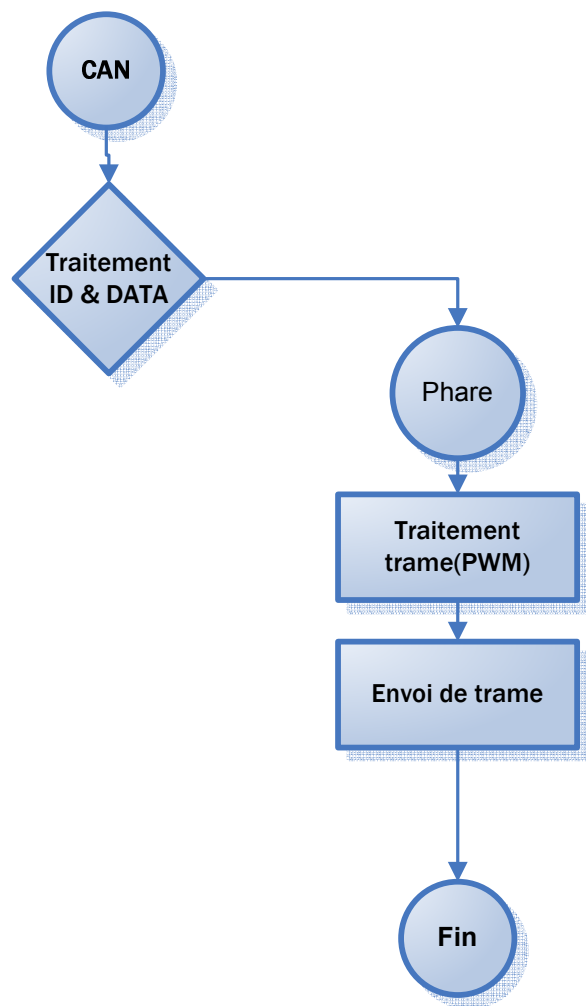 CAN
Traitement
ID & DATA
Phare
Traitement
trame(PWM)
Envoi de trame
Fin